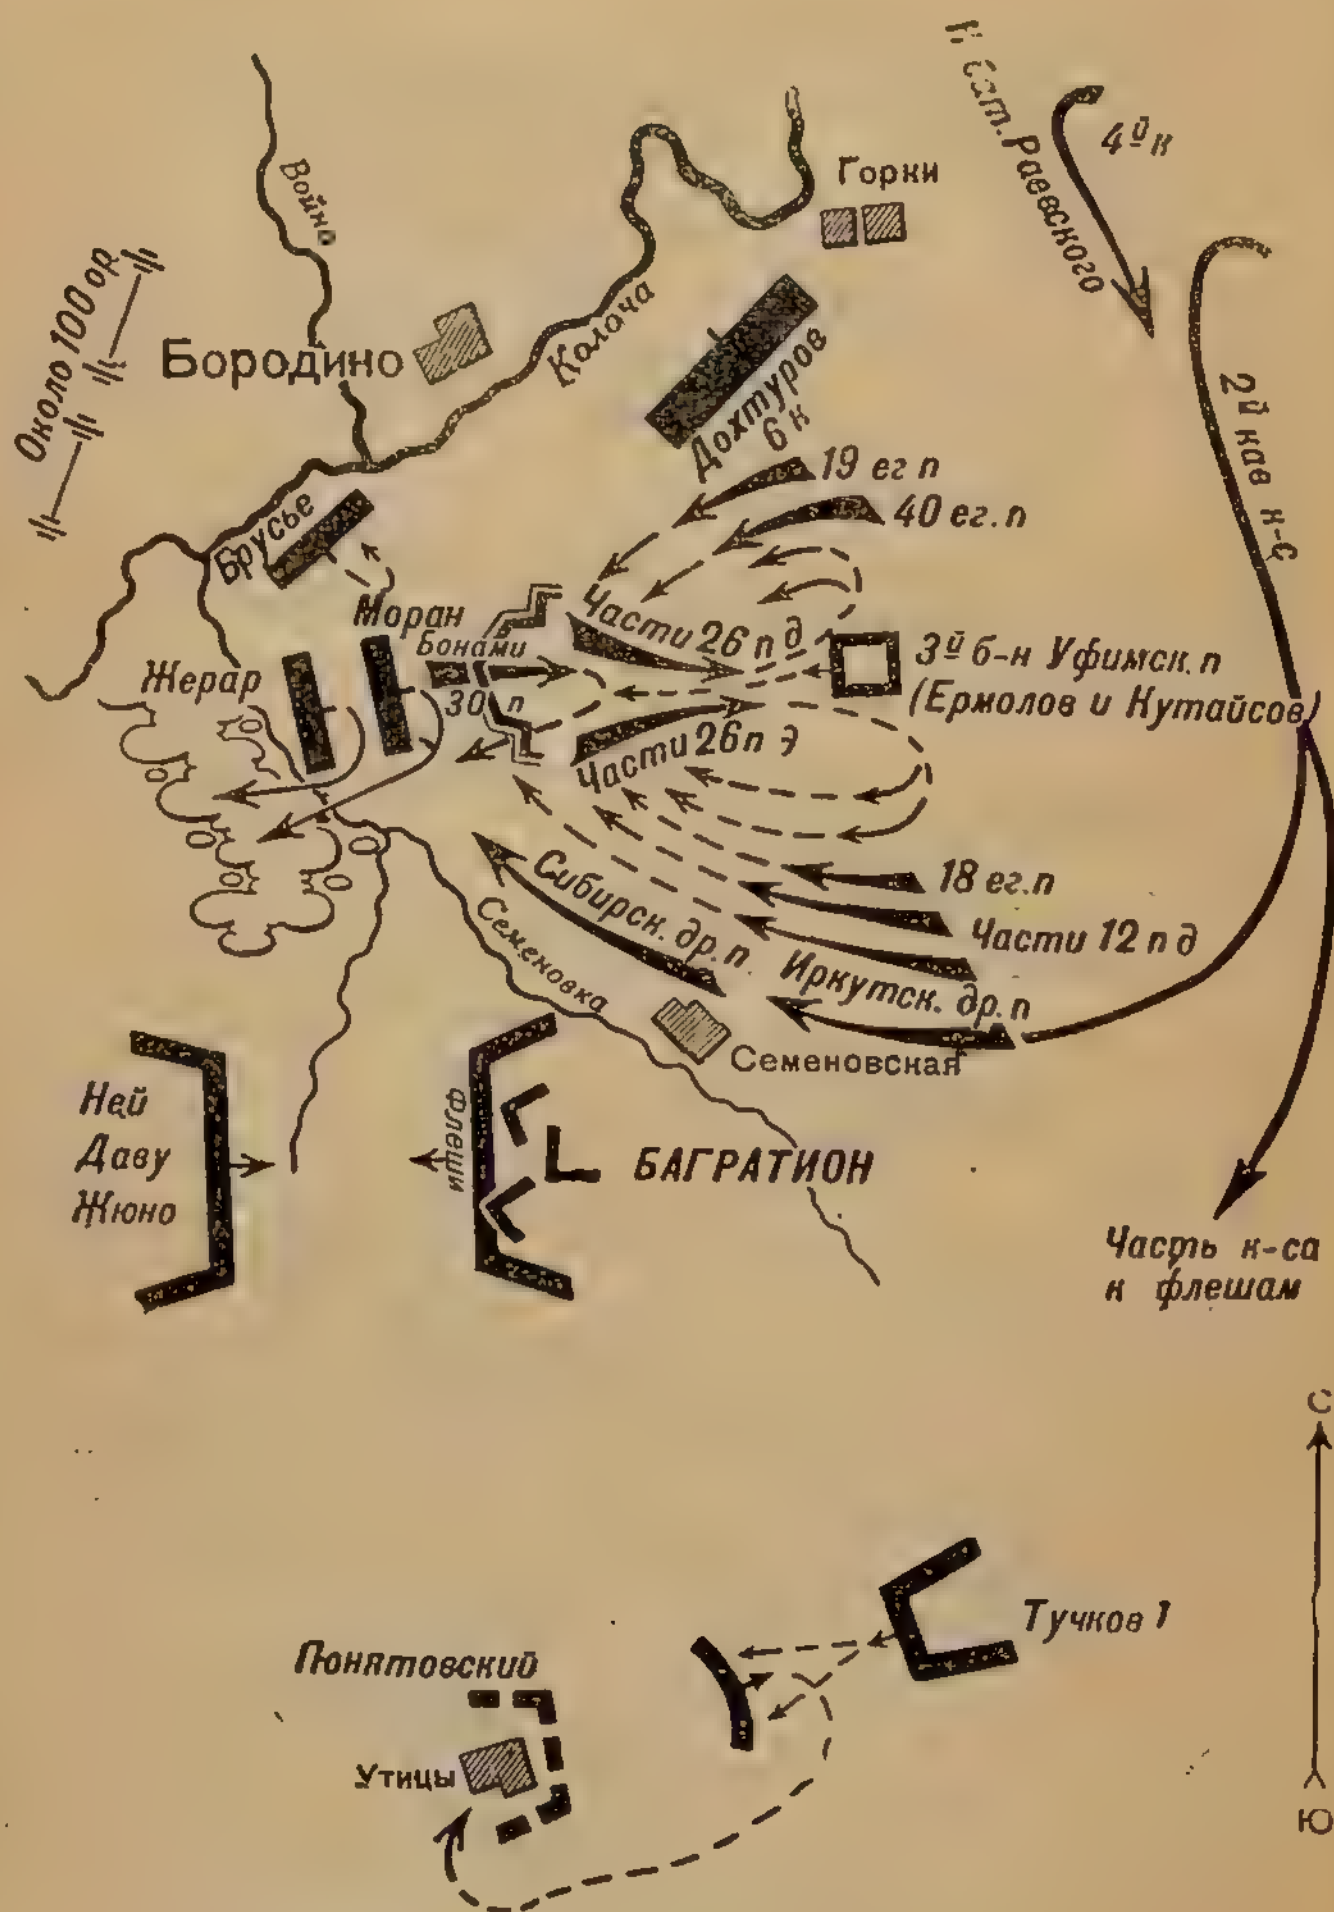 К бат. Раевского
4й к
Горки
Война
Около 100 ор
Бородино
Колоча
Дохтуров
6 к
2й кав к-с
19 ег п
40 ег. п
Брусье
Моран
Бонами
30 п
Жерар
Части 26 п д
3й б-н Уфимск. п
(Ермолов и Кутайсов)
Части 26 п д
18 ег. п
Части 12 п д
Сибирск. др. п.
Иркутск. др. п
Семеновка
Семеновская
Ней
Даву
Жюно
Флеши
БАГРАТИОН
Часть к-са
к флешам
С
Тучков 1
Понятовский
Утицы
Ю